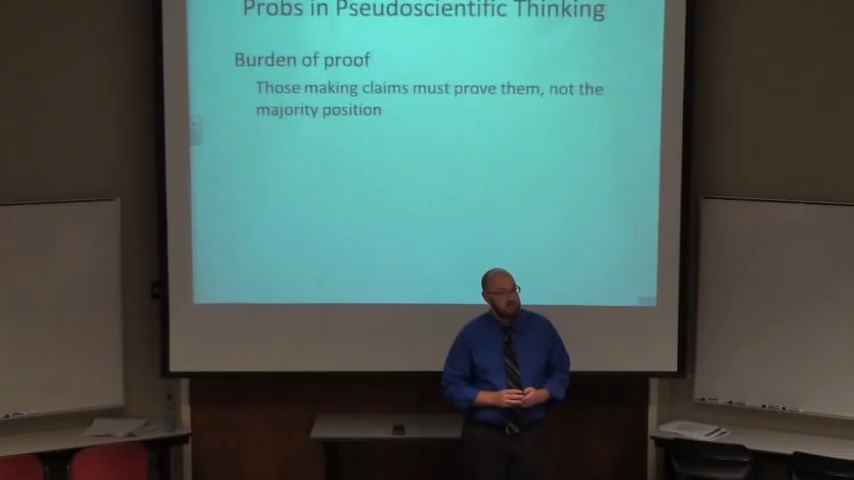 Probs in Pseudoscientific Thinking
Burden of proof
Those making claims must prove them, not the
majority position